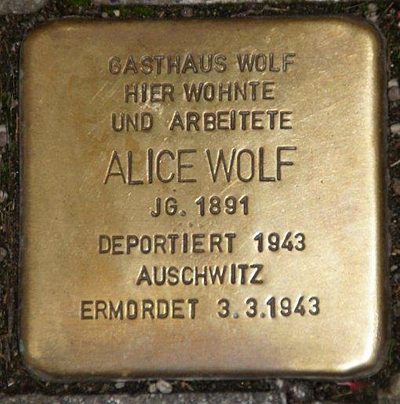 GASTHAUS WOLF
HIER WOHNTE
UND ARBEITETE
ALICE WOLF
JG. 1891
DEPORTIERT 1943
AUSCHWITZ
ERMORDET 3.3.1943